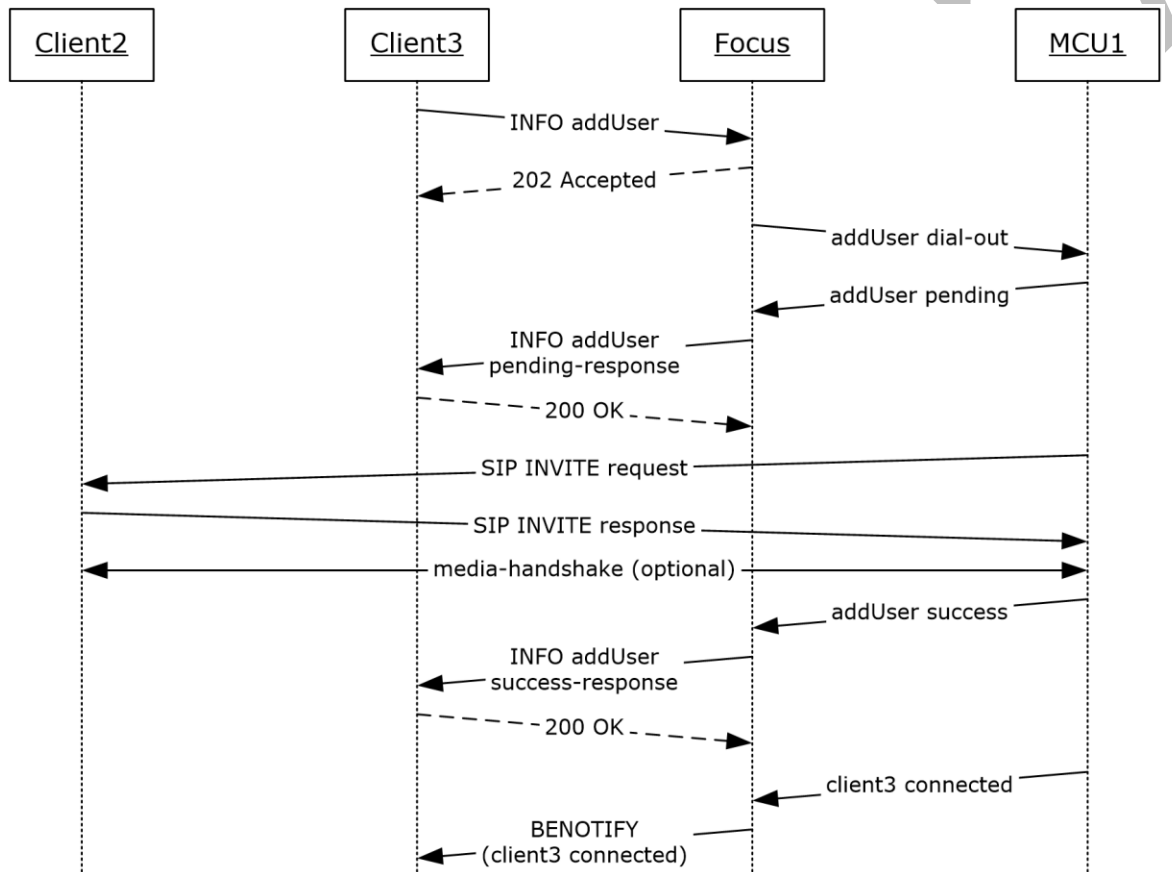 Client2
Client3
Focus
MCU1
INFO addUser
202 Accepted
addUser dial-out
addUser pending
INFO addUser
pending-response
200 OK
SIP INVITE request
SIP INVITE response
media-handshake (optional)
addUser success
INFO addUser
success-response
200 OK
client3 connected
BENOTIFY
(client3 connected)